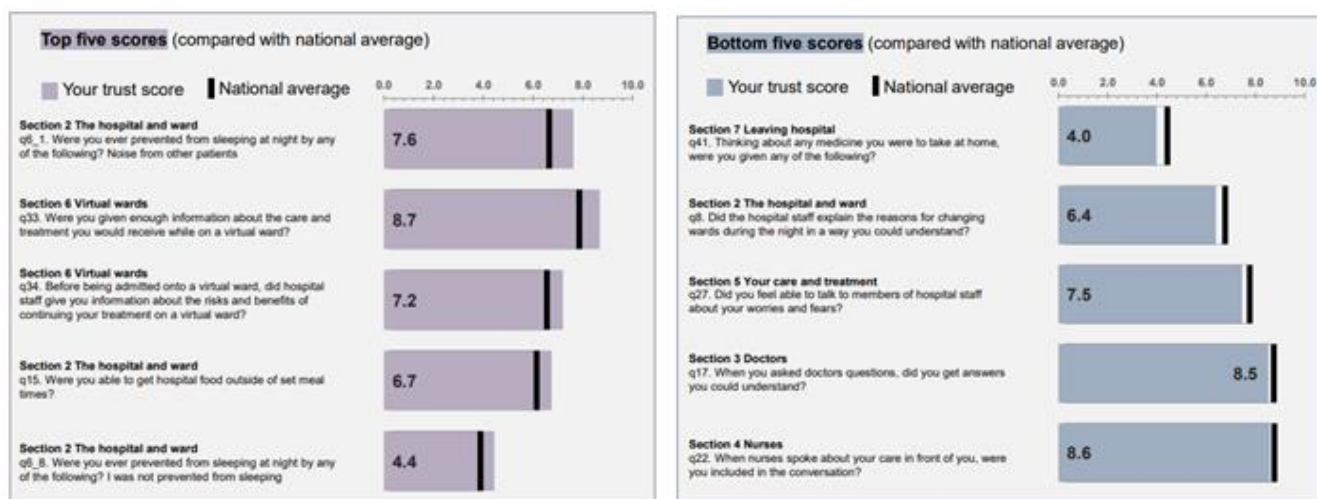 Top five scores (compared with national average)
Your trust score
National average
0.0 2.0 4.0 6.0 8.0 10.0
Section 2 The hospital and ward
q6_1. Were you ever prevented from sleeping at night by any
of the following? Noise from other patients
7.6
Section 6 Virtual wards
q33. Were you given enough information about the care and
treatment you would receive while on a virtual ward?
8.7
Section 6 Virtual wards
q34. Before being admitted onto a virtual ward, did hospital
staff give you information about the risks and benefits of
continuing your treatment on a virtual ward?
7.2
Section 2 The hospital and ward
q15. Were you able to get hospital food outside of set meal
times?
6.7
Section 2 The hospital and ward
q6_8. Were you ever prevented from sleeping at night by any
of the following? I was not prevented from sleeping
4.4
Bottom five scores (compared with national average)
Your trust score
National average
0.0 2.0 4.0 6.0 8.0 10.0
Section 7 Leaving hospital
q41. Thinking about any medicine you were to take at home,
were you given any of the following?
4.0
Section 2 The hospital and ward
q8. Did the hospital staff explain the reasons for changing
wards during the night in a way you could understand?
6.4
Section 5 Your care and treatment
q27. Did you feel able to talk to members of hospital staff
about your worries and fears?
7.5
Section 3 Doctors
q17. When you asked doctors questions, did you get answers
you could understand?
8.5
Section 4 Nurses
q22. When nurses spoke about your care in front of you, were
you included in the conversation?
8.6